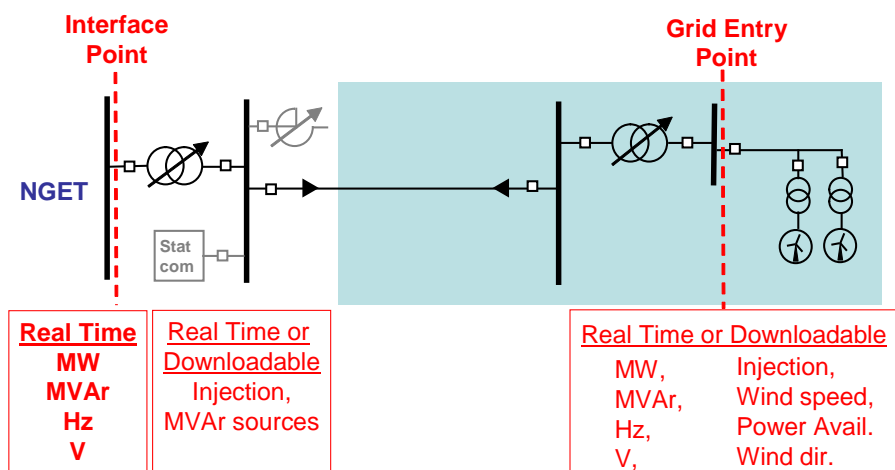 Interface
Point
Grid Entry
Point
NGET
Stat
com
Real Time
MW
MVAr
Hz
V
Real Time or
Downloadable
Injection,
MVAr sources
Real Time or Downloadable
MW, Injection,
MVAr, Wind speed,
Hz, Power Avail.
V, Wind dir.